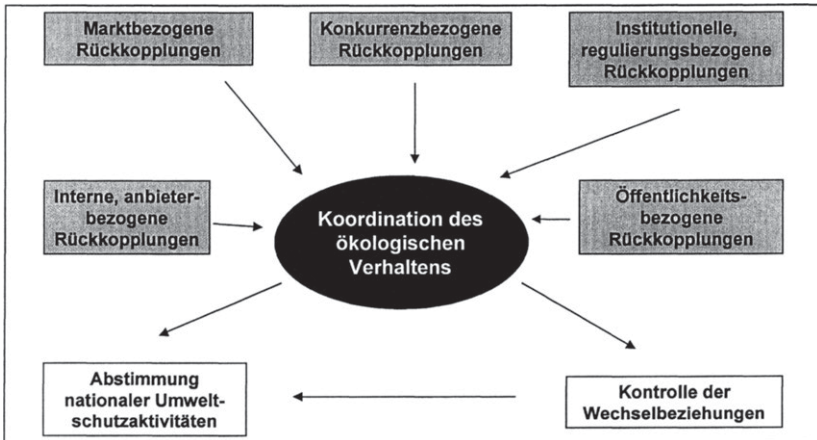 Marktbezogene
Rückkopplungen
Konkurrenzbezogene
Rückkopplungen
Institutionelle,
regulierungsbezogene
Rückkopplungen
Interne, anbieter-
bezogene
Rückkopplungen
Koordination des
ökologischen
Verhaltens
Öffentlichkeits-
bezogene
Rückkopplungen
Abstimmung
nationaler Umwelt-
schutzaktivitäten
Kontrolle der
Wechselbeziehungen